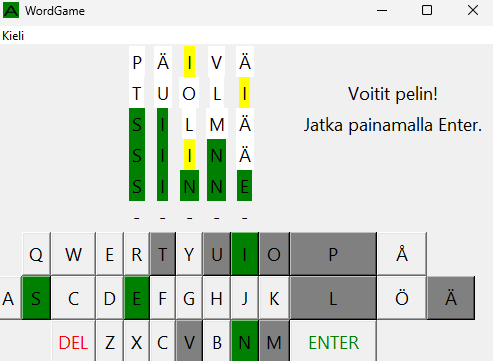 WordGame
Kieli
P Ä I V Ä
T U O L I
Voitit pelin!
S I L M Ä
Jatka painamalla Enter.
S I I N Ä
S I N N E
- - - - -
Q W E R T Y U I O P Å
A S C D E F G H J K L Ö Ä
DEL Z X C V B N M ENTER